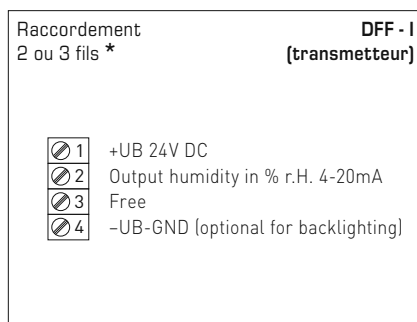 Raccordement
2 ou 3 fils *
DFF - I
(transmetteur)
1 +UB 24V DC
2 Output humidity in % r.H. 4-20mA
3 Free
4 –UB-GND (optional for backlighting)